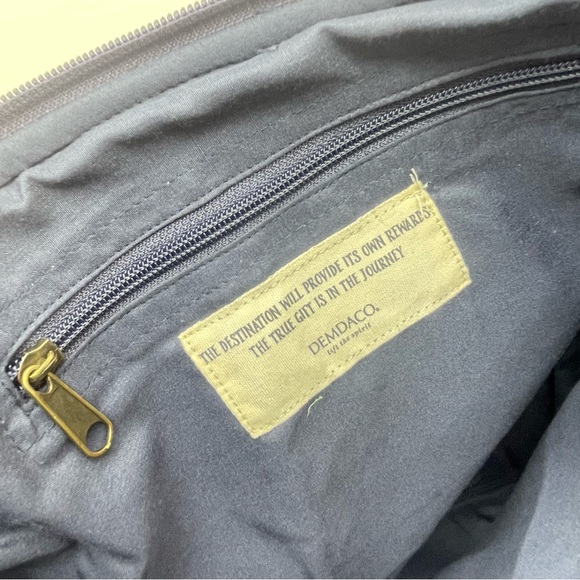 THE DESTINATION WILL PROVIDE ITS OWN REWARDS
THE TRUE GIFT IS IN THE JOURNEY
DEMDACO®
lift the spirit